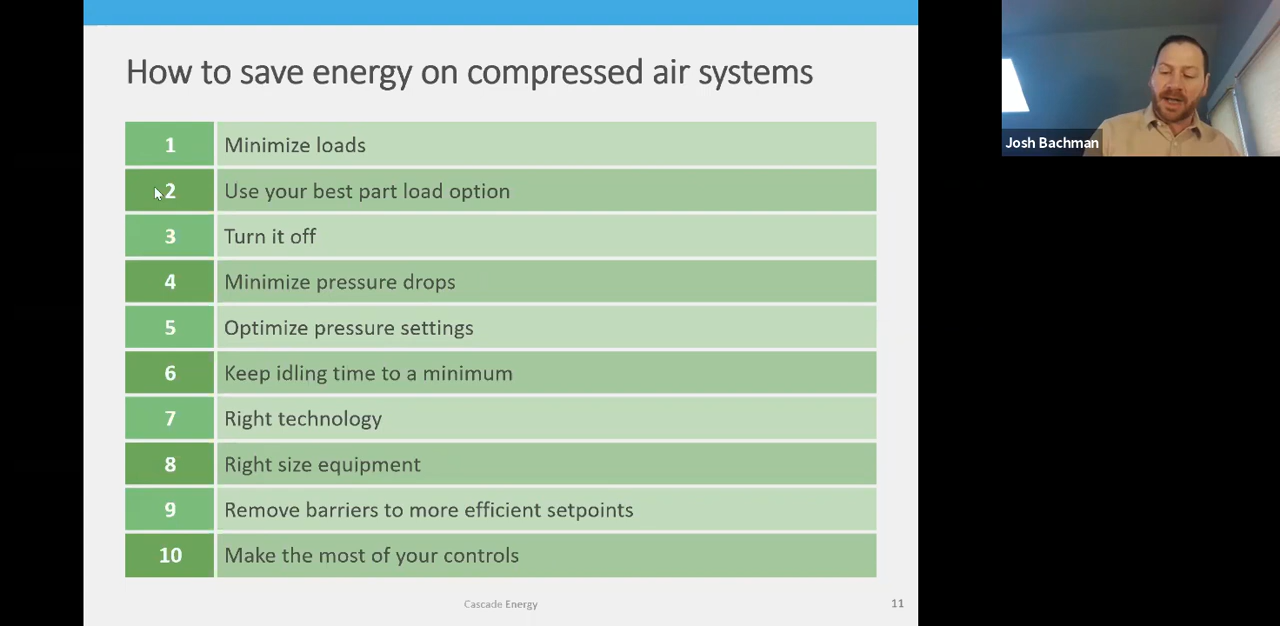 How to save energy on compressed air systems
1 Minimize loads
2 Use your best part load option
3 Turn it off
4 Minimize pressure drops
5 Optimize pressure settings
6 Keep idling time to a minimum
7 Right technology
8 Right size equipment
9 Remove barriers to more efficient setpoints
10 Make the most of your controls
Cascade Energy 11
Josh Bachman